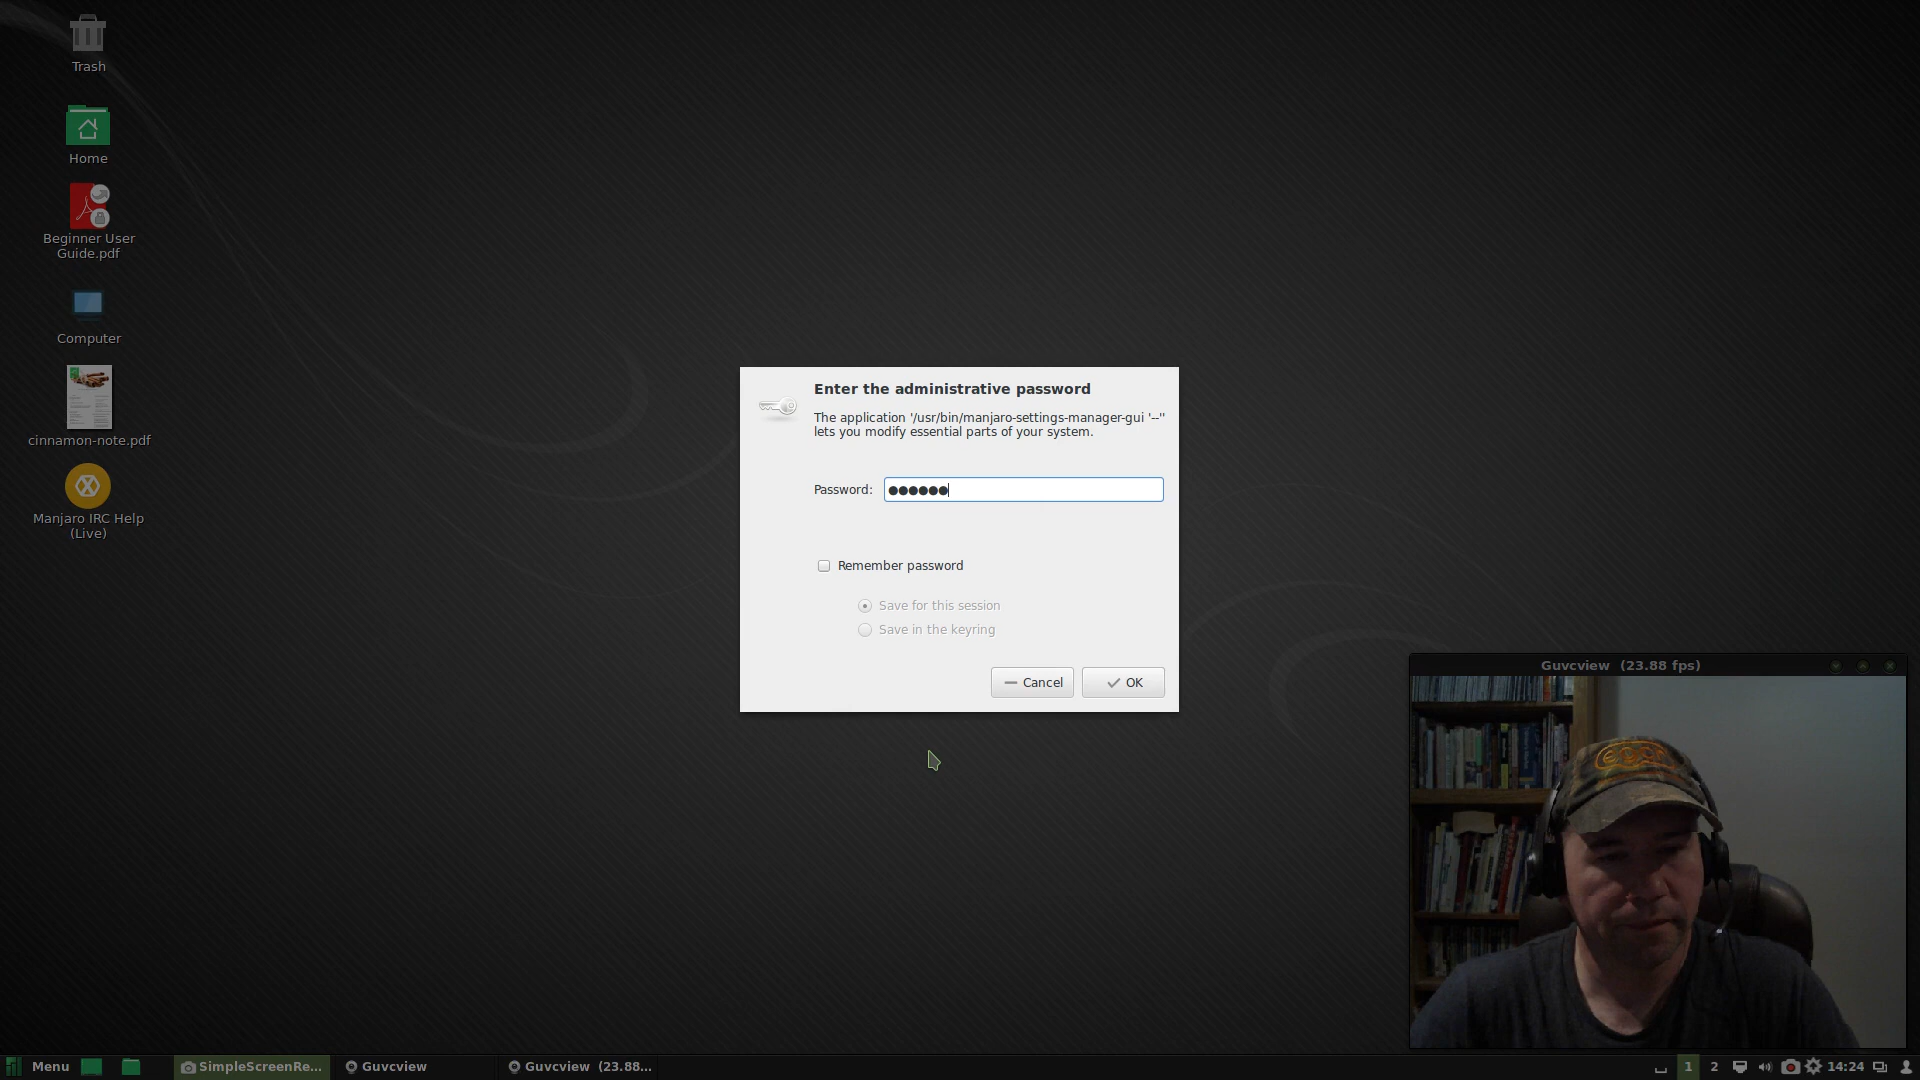 Trash
Home
Beginner User
Guide.pdf
Computer
cinnamon-note.pdf
Manjaro IRC Help
(Live)
Enter the administrative password
The application '/usr/bin/manjaro-settings-manager-gui '--''
lets you modify essential parts of your system.
Password: ●●●●●●
Remember password
Save for this session
Save in the keyring
Cancel
OK
Guvcview (23.88 fps)
Menu
SimpleScreenRe...
Guvcview
Guvcview (23.88...
1
2
14:24